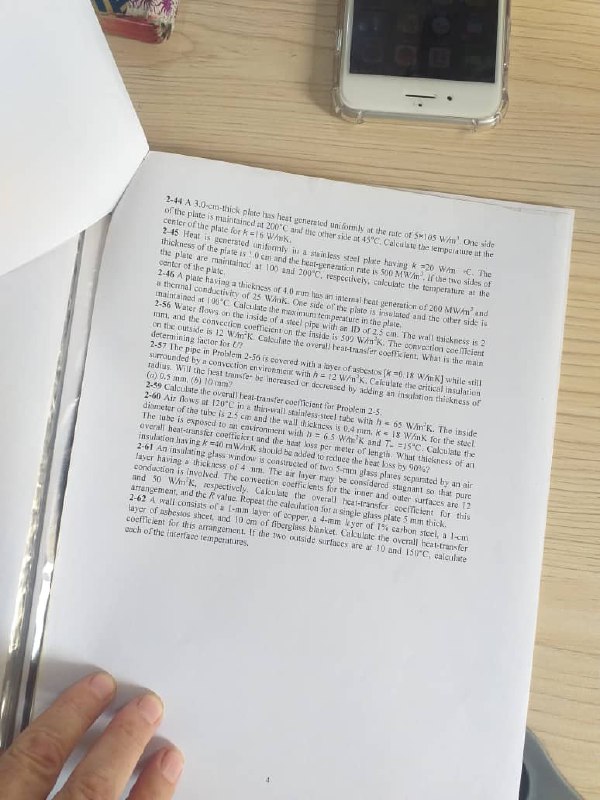 2-44 A 3.0-cm-thick plate has heat generated uniformly at the rate of 5×105 W/m³. One side
of the plate is maintained at 200°C and the other side at 45°C. Calculate the temperature at the
center of the plate for k =16 W/mK.
2-45 Heat is generated uniformly in a stainless steel plate having k =20 W/m ·C. The
thickness of the plate is 1.0 cm and the heat-generation rate is 500 MW/m³. If the two sides of
the plate are maintained at 100 and 200°C, respectively, calculate the temperature at the
center of the plate.
2-46 A plate having a thickness of 4.0 mm has an internal heat generation of 200 MW/m³ and
a thermal conductivity of 25 W/mK. One side of the plate is insulated and the other side is
maintained at 100°C. Calculate the maximum temperature in the plate.
2-56 Water flows on the inside of a steel pipe with an ID of 2.5 cm. The wall thickness is 2
mm, and the convection coefficient on the inside is 500 W/m²K. The convection coefficient
on the outside is 12 W/m²K. Calculate the overall heat-transfer coefficient. What is the main
determining factor for U?
2-57 The pipe in Problem 2-56 is covered with a layer of asbestos [k =0.18 W/mK] while still
surrounded by a convection environment with h = 12 W/m²K. Calculate the critical insulation
radius. Will the heat transfer be increased or decreased by adding an insulation thickness of
(a) 0.5 mm, (b) 10 mm?
2-59 Calculate the overall heat-transfer coefficient for Problem 2-5.
2-60 Air flows at 120°C in a thin-wall stainless-steel tube with h = 65 W/m²K. The inside
diameter of the tube is 2.5 cm and the wall thickness is 0.4 mm. k = 18 W/mK for the steel
The tube is exposed to an environment with h = 6.5 W/m²K and T∞ =15°C. Calculate the
overall heat-transfer coefficient and the heat loss per meter of length. What thickness of an
insulation having k =40 mW/mK should be added to reduce the heat loss by 90%?
2-61 An insulating glass window is constructed of two 5-mm glass planes separated by an air
layer having a thickness of 4 mm. The air layer may be considered stagnant so that pure
conduction is involved. The convection coefficients for the inner and outer surfaces are 12
and 50 W/m²K, respectively. Calculate the overall heat-transfer coefficient for this
arrangement, and the R value. Repeat the calculation for a single glass plate 5 mm thick.
2-62 A wall consists of a 1-mm layer of copper, a 4-mm layer of 1% carbon steel, a 1-cm
layer of asbestos sheet, and 10 cm of fiberglass blanket. Calculate the overall heat-transfer
coefficient for this arrangement. If the two outside surfaces are at 10 and 150°C, calculate
each of the interface temperatures.
4